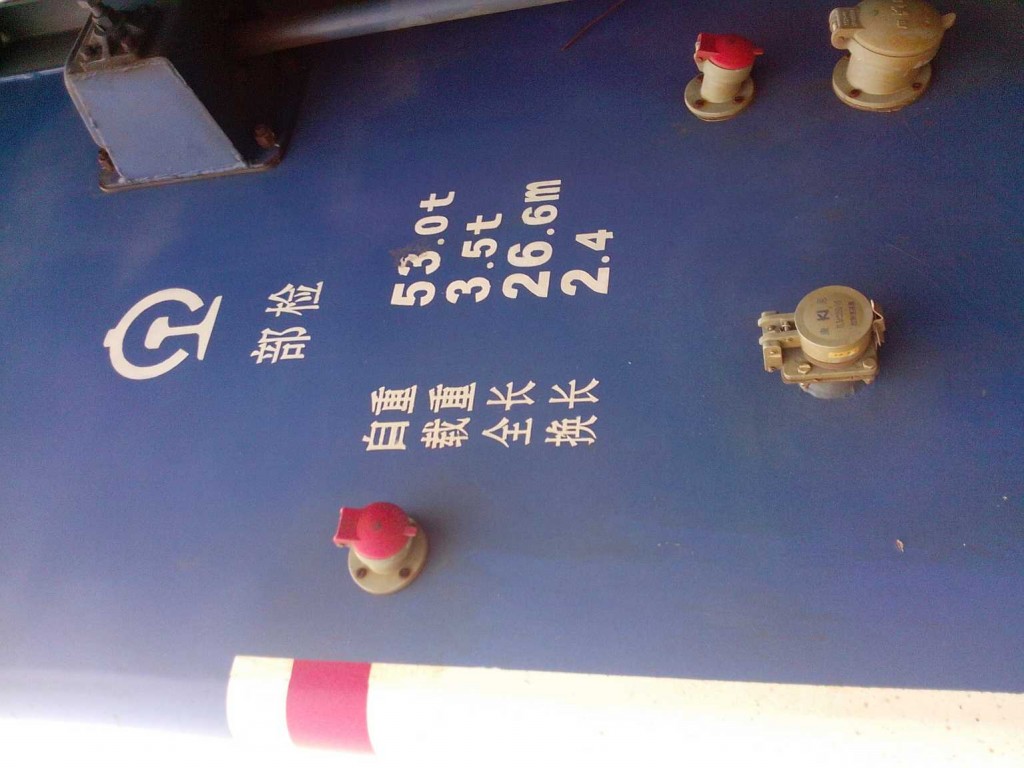 部检
自重 53.0t
载重 3.5t
全长 26.6m
换长 2.4